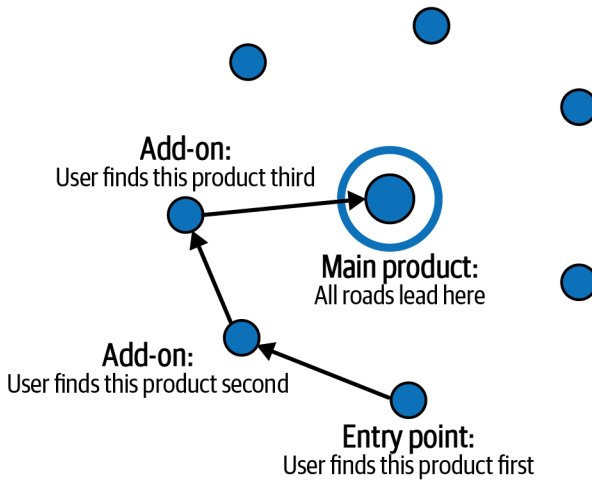 Add-on:
User finds this product third
Main product:
All roads lead here
Add-on:
User finds this product second
Entry point:
User finds this product first